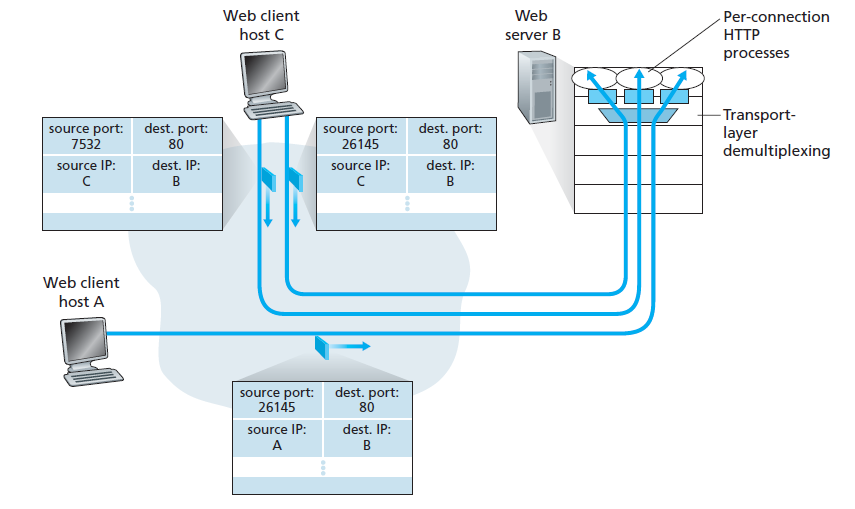 Web client
host C
Web
server B
Per-connection
HTTP
processes
Transport-
layer
demultiplexing
source port:
7532
dest. port:
80
source IP:
C
dest. IP:
B
source port:
26145
dest. port:
80
source IP:
C
dest. IP:
B
Web client
host A
source port:
26145
dest. port:
80
source IP:
A
dest. IP:
B